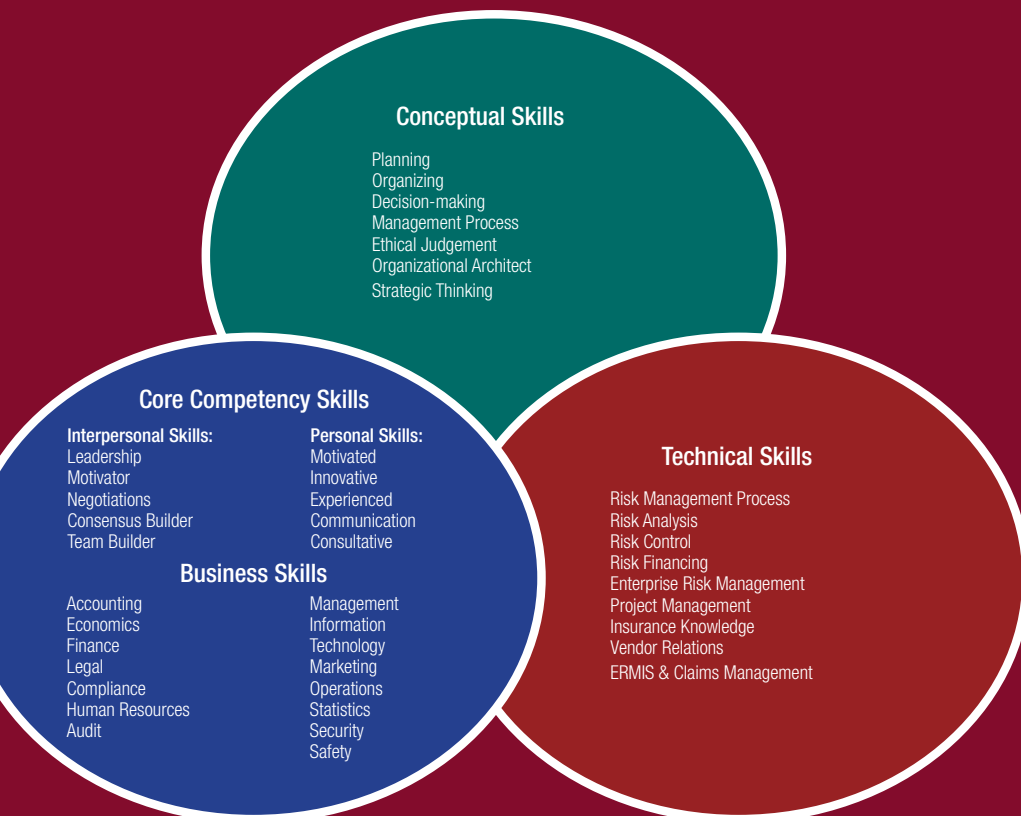 Conceptual Skills
Planning
Organizing
Decision-making
Management Process
Ethical Judgement
Organizational Architect
Strategic Thinking
Core Competency Skills
Interpersonal Skills:
Leadership
Motivator
Negotiations
Consensus Builder
Team Builder
Personal Skills:
Motivated
Innovative
Experienced
Communication
Consultative
Business Skills
Accounting
Economics
Finance
Legal
Compliance
Human Resources
Audit
Management
Information
Technology
Marketing
Operations
Statistics
Security
Safety
Technical Skills
Risk Management Process
Risk Analysis
Risk Control
Risk Financing
Enterprise Risk Management
Project Management
Insurance Knowledge
Vendor Relations
ERMIS & Claims Management